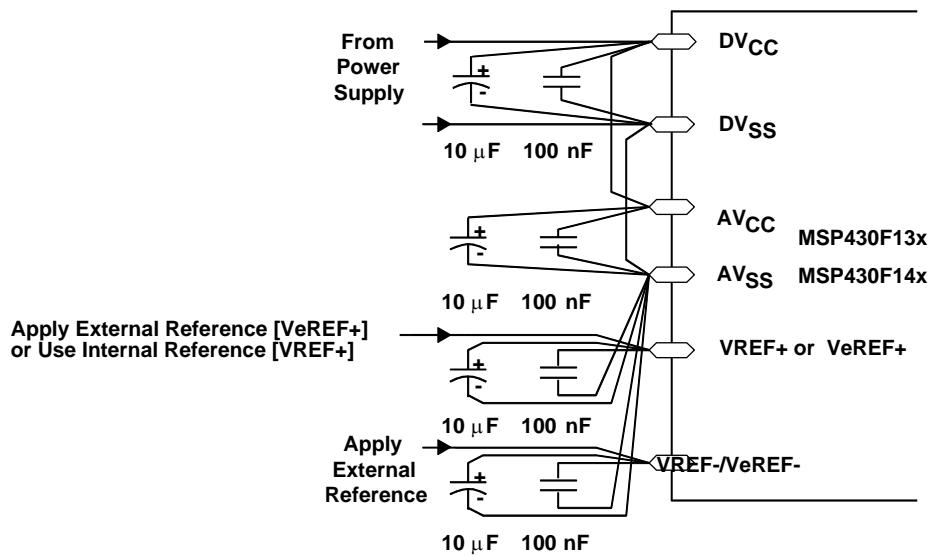 From
Power
Supply
+
-
10 μF 100 nF
DVCC
DVSS
+
-
10 μF 100 nF
AVCC
MSP430F13x
AVSS
MSP430F14x
Apply External Reference [VeREF+]
or Use Internal Reference [VREF+]
+
-
10 μF 100 nF
VREF+ or VeREF+
Apply
External
Reference
+
-
10 μF 100 nF
VREF-/VeREF-